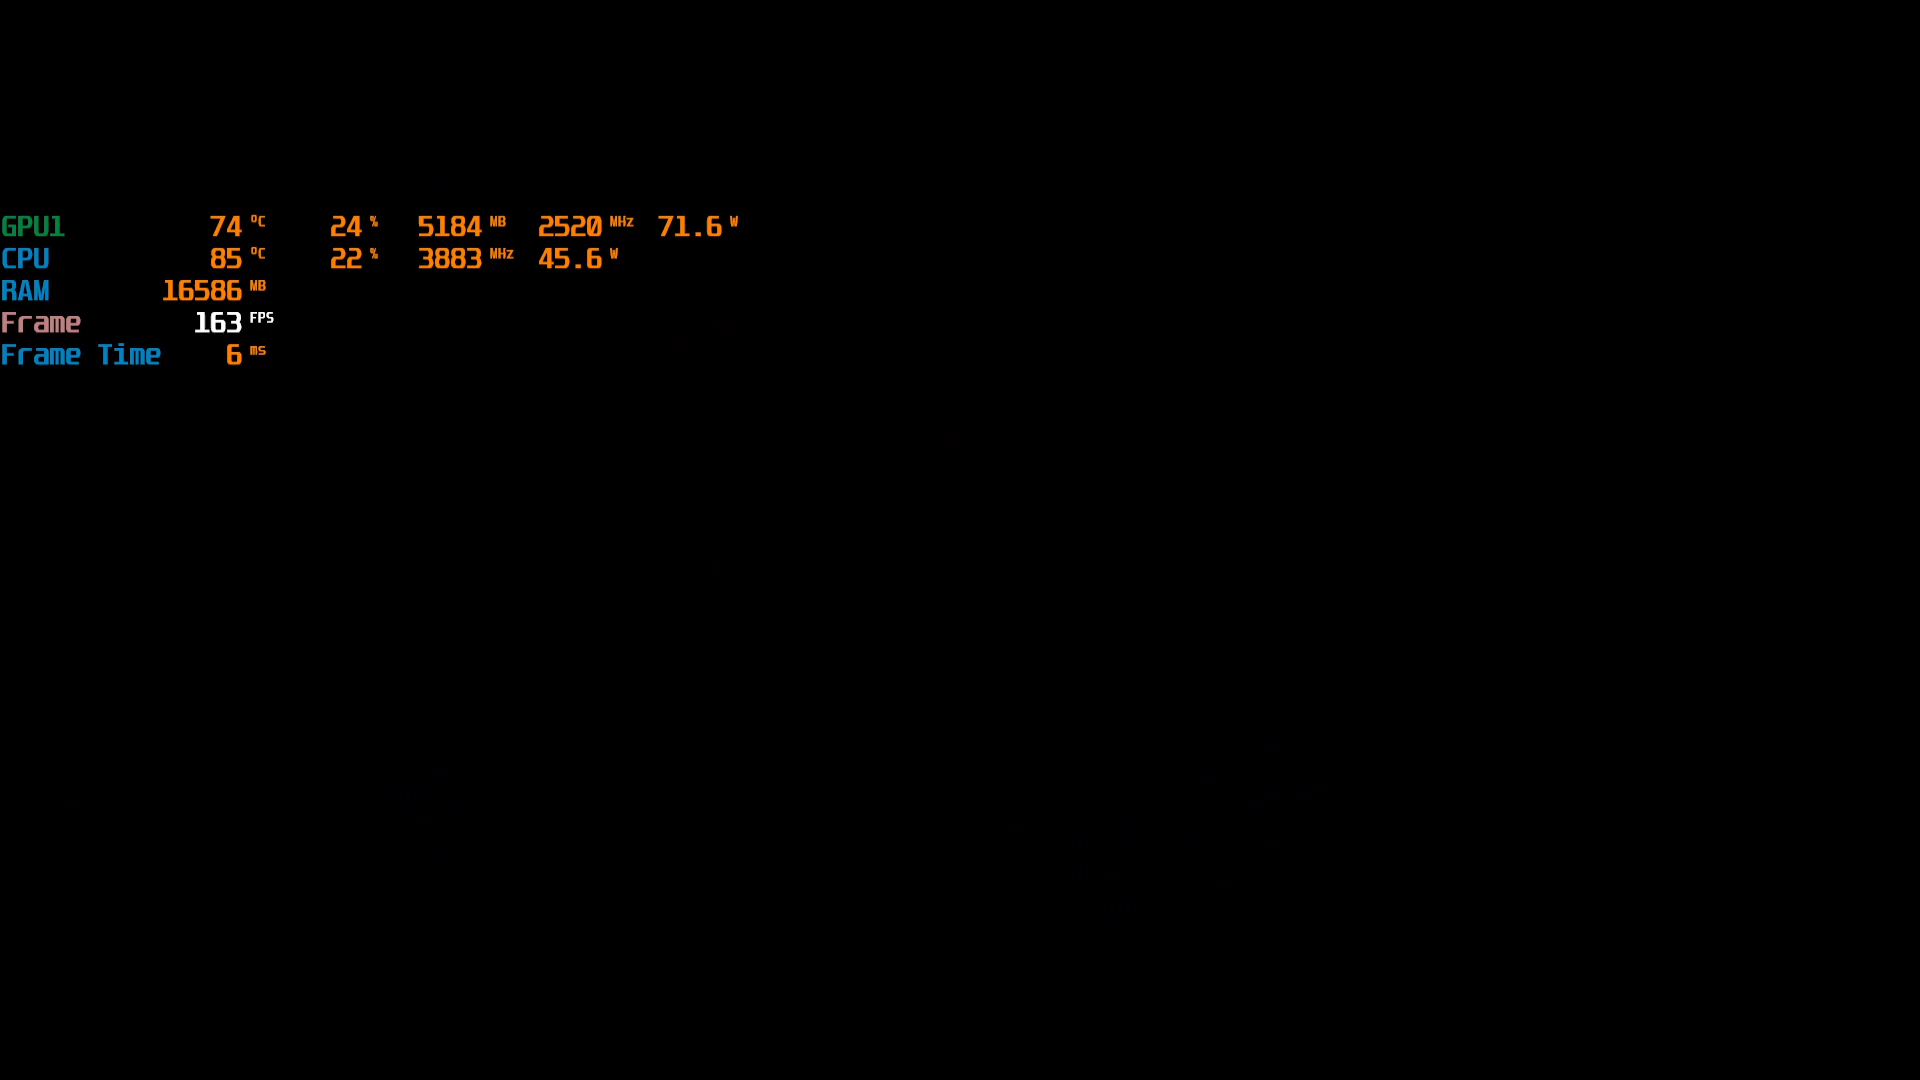 GPU1 74 °C 24 % 5184 MB 2520 MHz 71.6 W
CPU 85 °C 22 % 3883 MHz 45.6 W
RAM 16586 MB
Frame 163 FPS
Frame Time 6 ms